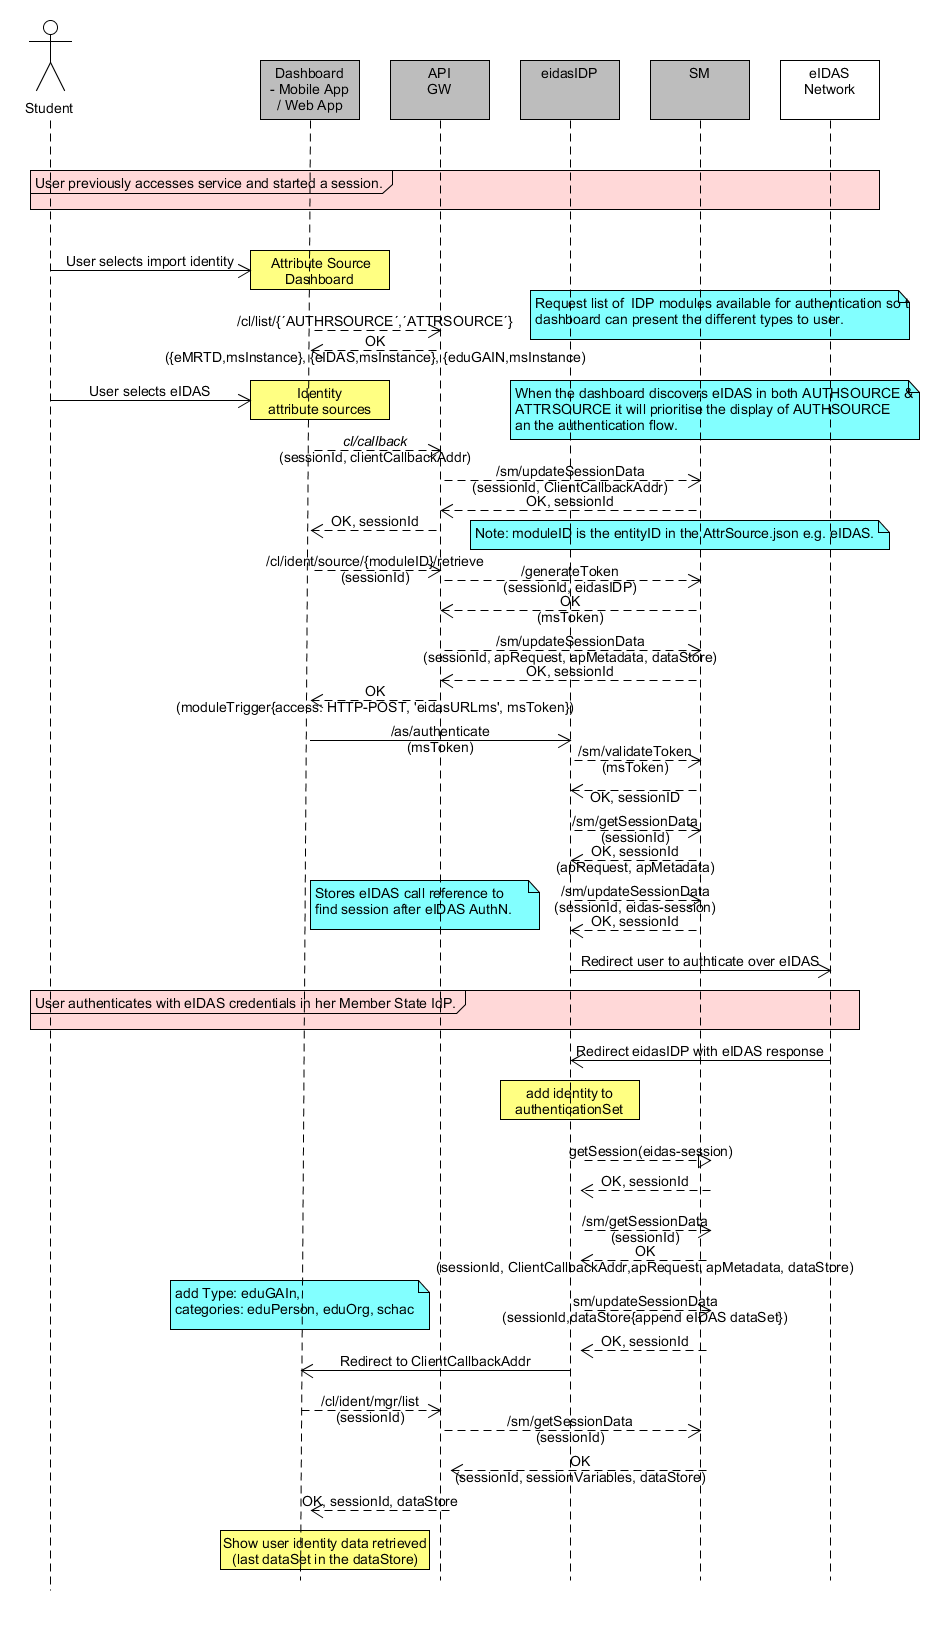 Student
Dashboard
- Mobile App
/ Web App
API
GW
eidasIDP
SM
eIDAS
Network
User previously accesses service and started a session.
User selects import identity
Attribute Source
Dashboard
Request list of  IDP modules available for authentication so t
dashboard can present the different types to user.
/cl/list/{´AUTHRSOURCE´,´ATTRSOURCE´}
OK
({eMRTD,msInstance}, {eIDAS,msInstance}, {eduGAIN,msInstance)
User selects eIDAS
Identity
attribute sources
When the dashboard discovers eIDAS in both AUTHSOURCE &
ATTRSOURCE it will prioritise the display of AUTHSOURCE
an the authentication flow.
cl/callback
(sessionId, clientCallbackAddr)
/sm/updateSessionData
(sessionId, ClientCallbackAddr)
OK, sessionId
OK, sessionId
Note: moduleID is the entityID in the AttrSource.json e.g. eIDAS.
/cl/ident/source/{moduleID}/retrieve
(sessionId)
/generateToken
(sessionId, eidasIDP)
OK
(msToken)
/sm/updateSessionData
(sessionId, apRequest, apMetadata, dataStore)
OK, sessionId
OK
(moduleTrigger{access: HTTP-POST, 'eidasURLms', msToken})
/as/authenticate
(msToken)
/sm/validateToken
(msToken)
OK, sessionID
/sm/getSessionData
(sessionId)
OK, sessionId
(apRequest, apMetadata)
Stores eIDAS call reference to
find session after eIDAS AuthN.
/sm/updateSessionData
(sessionId, eidas-session)
OK, sessionId
Redirect user to authticate over eIDAS
User authenticates with eIDAS credentials in her Member State IdP.
Redirect eidasIDP with eIDAS response
add identity to
authenticationSet
getSession(eidas-session)
OK, sessionId
/sm/getSessionData
(sessionId)
OK
(sessionId, ClientCallbackAddr,apRequest, apMetadata, dataStore)
add Type: eduGAIn,
categories: eduPerson, eduOrg, schac
sm/updateSessionData
(sessionId,dataStore{append eIDAS dataSet})
OK, sessionId
Redirect to ClientCallbackAddr
/cl/ident/mgr/list
(sessionId)
/sm/getSessionData
(sessionId)
OK
(sessionId, sessionVariables, dataStore)
OK, sessionId, dataStore
Show user identity data retrieved
(last dataSet in the dataStore)